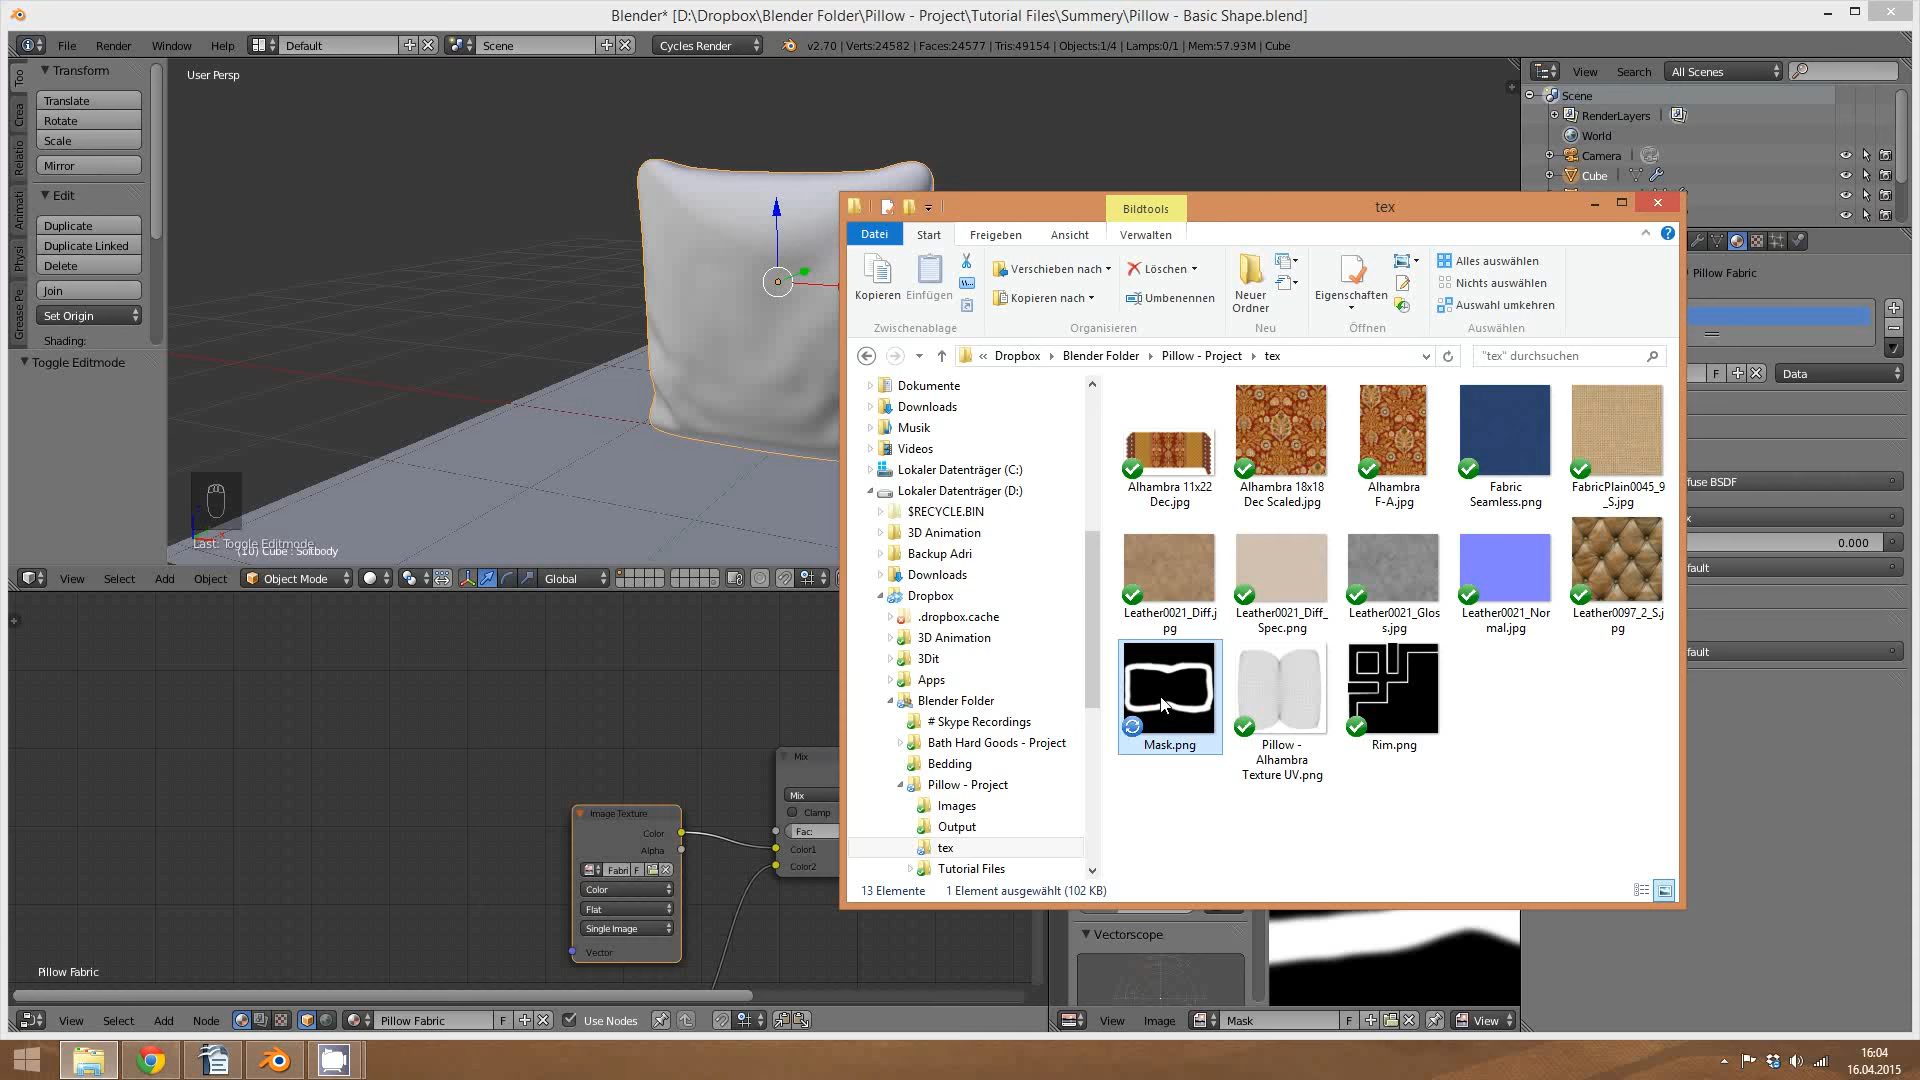 Blender* [D:\Dropbox\Blender Folder\Pillow - Project\Tutorial Files\Summery\Pillow - Basic Shape.blend]
File Render Window Help Default Scene Cycles Render v2.70 | Verts:24582 | Faces:24577 | Tris:49154 | Objects:1/4 | Lamps:0/1 | Mem:57.93M | Cube
Transform
Translate
Rotate
Scale
Mirror
Edit
Duplicate
Duplicate Linked
Delete
Join
Set Origin
Shading:
Toggle Editmode
Too
Crea
Relatio
Animati
Physi
Grease Pe
User Persp
Last: Toggle Editmode
(10) Cube : Softbody
View Select Add Object Object Mode Global
View Search All Scenes
Scene
RenderLayers
World
Camera
Cube
Pillow Fabric
F Data
fuse BSDF
x
0.000
fault
fault
tex
Bildtools
Datei Start Freigeben Ansicht Verwalten
Kopieren
Einfügen
Zwischenablage
Verschieben nach
Kopieren nach
Löschen
Umbenennen
Organisieren
Neuer Ordner
Neu
Eigenschaften
Öffnen
Alles auswählen
Nichts auswählen
Auswahl umkehren
Auswählen
« Dropbox Blender Folder Pillow - Project tex
"tex" durchsuchen
Dokumente
Downloads
Musik
Videos
Lokaler Datenträger (C:)
Lokaler Datenträger (D:)
$RECYCLE.BIN
3D Animation
Backup Adri
Downloads
Dropbox
.dropbox.cache
3D Animation
3Dit
Apps
Blender Folder
# Skype Recordings
Bath Hard Goods - Project
Bedding
Pillow - Project
Images
Output
tex
Tutorial Files
Alhambra 11x22 Dec.jpg
Alhambra 18x18 Dec Scaled.jpg
Alhambra F-A.jpg
Fabric Seamless.png
FabricPlain0045_9_S.jpg
Leather0021_Diff.jpg
Leather0021_Diff_Spec.png
Leather0021_Gloss.jpg
Leather0021_Normal.jpg
Leather0097_2_S.jpg
Mask.png
Pillow - Alhambra Texture UV.png
Rim.png
13 Elemente 1 Element ausgewählt (102 KB)
Mix
Mix
Clamp
Fac:
Color1
Color2
Image Texture
Color
Alpha
Fabri F
Color
Flat
Single Image
Vector
Pillow Fabric
Vectorscope
View Select Add Node Pillow Fabric F Use Nodes
View Image Mask F View
16:04
16.04.2015